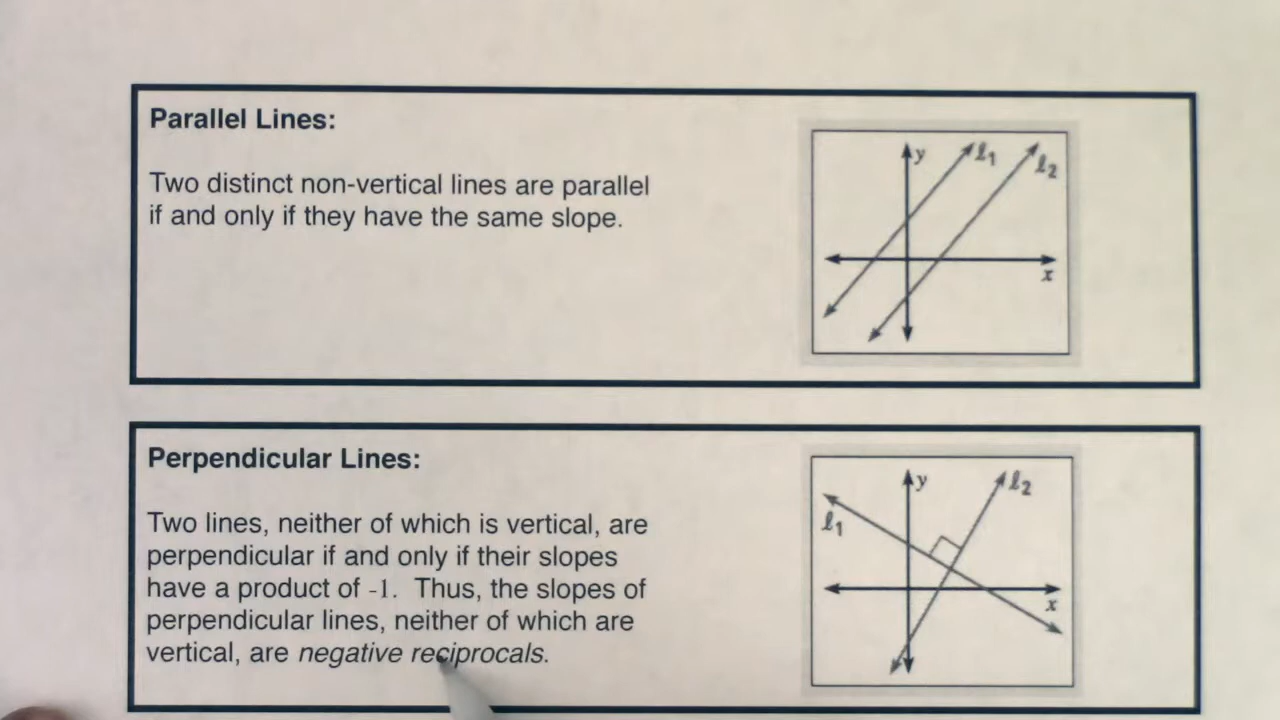 Parallel Lines:
Two distinct non-vertical lines are parallel
if and only if they have the same slope.
y
ℓ1
ℓ2
x
Perpendicular Lines:
Two lines, neither of which is vertical, are
perpendicular if and only if their slopes
have a product of -1. Thus, the slopes of
perpendicular lines, neither of which are
vertical, are negative reciprocals.
y
ℓ2
ℓ1
x